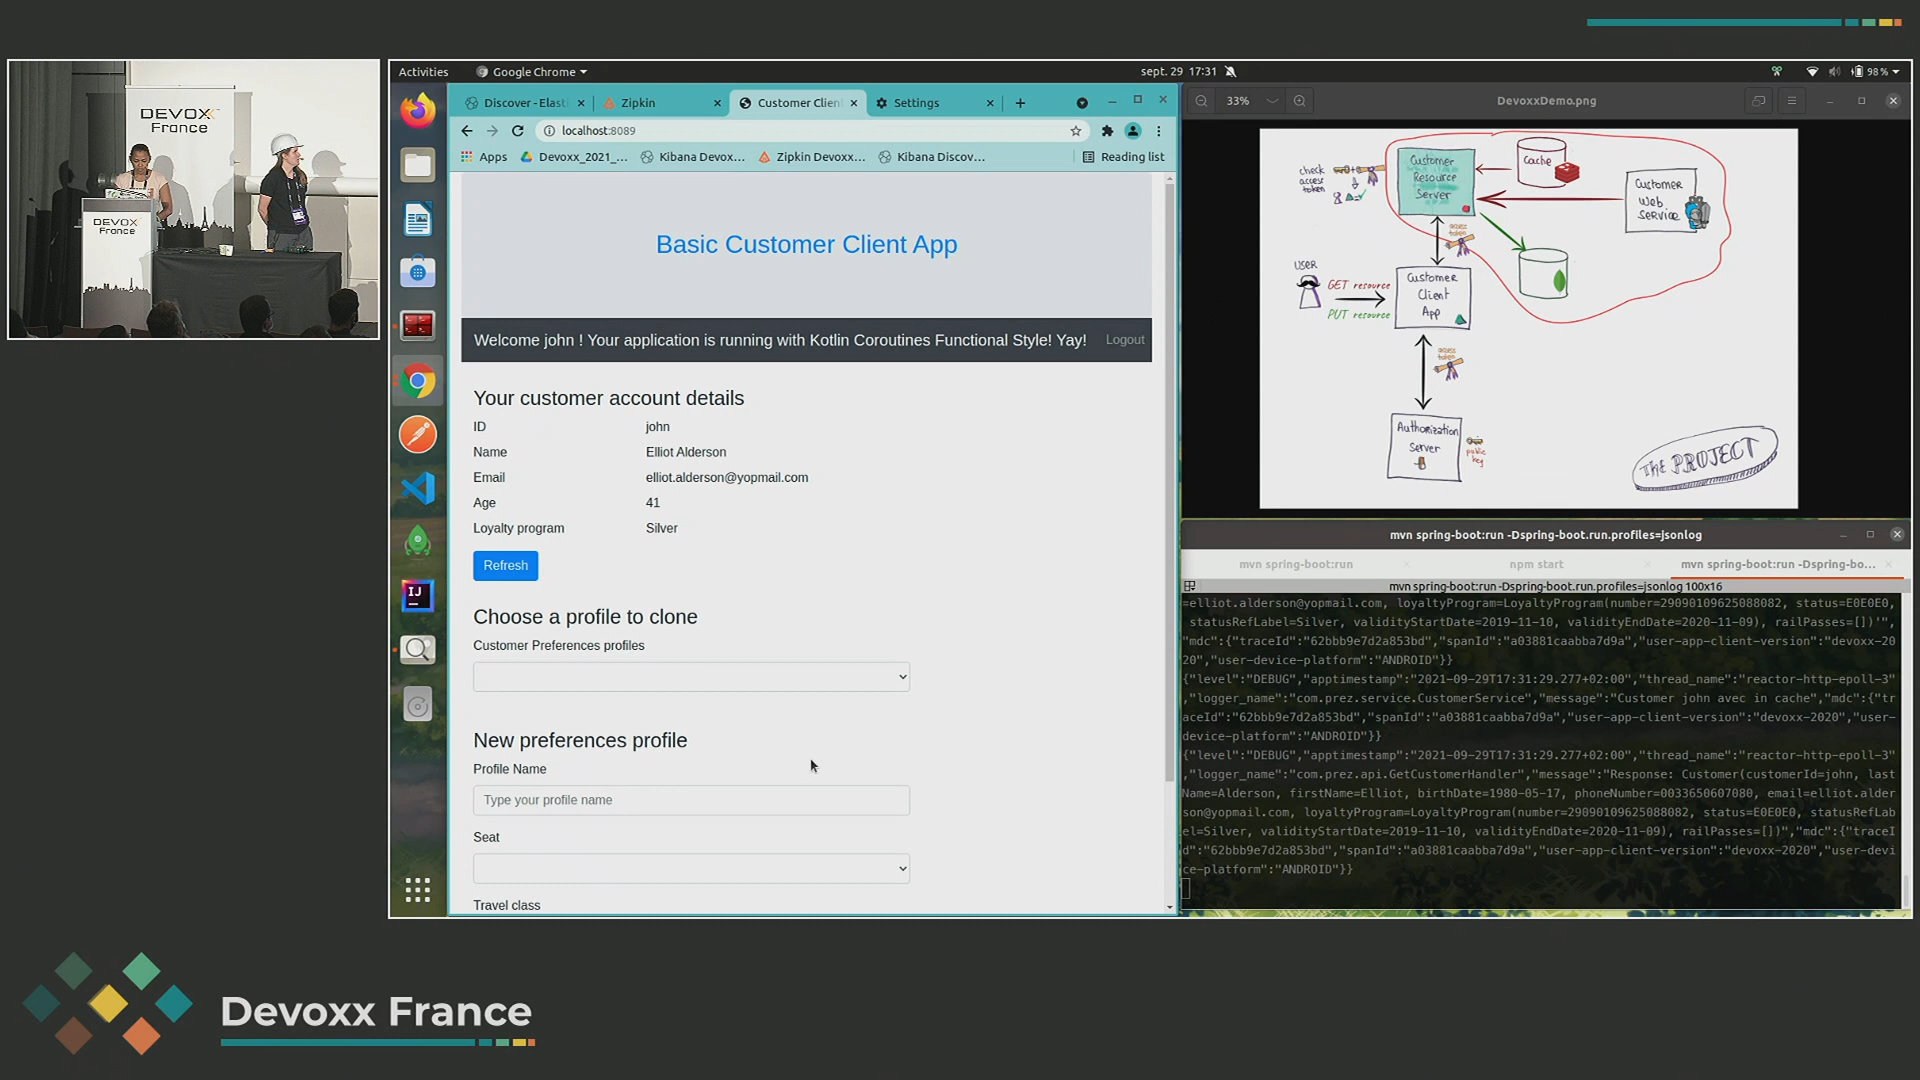 DEVOXX
France
DEVOXX
France
Activities
Google Chrome
sept. 29 17:31
98%
Discover - Elasti
Zipkin
Customer Clien
Settings
localhost:8089
Apps
Devoxx_2021_...
Kibana Devox...
Zipkin Devoxx...
Kibana Discov...
Reading list
Basic Customer Client App
Welcome john ! Your application is running with Kotlin Coroutines Functional Style! Yay!
Logout
Your customer account details
ID john
Name Elliot Alderson
Email elliot.alderson@yopmail.com
Age 41
Loyalty program Silver
Refresh
Choose a profile to clone
Customer Preferences profiles
New preferences profile
Profile Name
Type your profile name
Seat
Travel class
33%
DevoxxDemo.png
check
access
token
Customer
Resource
Server
Cache
Customer
Web
Service
access
token
USER
GET resource
PUT resource
Customer
Client
App
access
token
Authorization
Server
public
key
THE PROJECT
mvn spring-boot:run -Dspring-boot.run.profiles=jsonlog
mvn spring-boot:run
npm start
mvn spring-boot:run -Dspring-bo...
mvn spring-boot:run -Dspring-boot.run.profiles=jsonlog 100x16
=elliot.alderson@yopmail.com, loyaltyProgram=LoyaltyProgram(number=29090109625088082, status=E0E0E0,
statusRefLabel=Silver, validityStartDate=2019-11-10, validityEndDate=2020-11-09), railPasses=[])'",
"mdc":{"traceId":"62bbb9e7d2a853bd","spanId":"a03881caabba7d9a","user-app-client-version":"devoxx-20
20","user-device-platform":"ANDROID"}}
{"level":"DEBUG","apptimestamp":"2021-09-29T17:31:29.277+02:00","thread_name":"reactor-http-epoll-3"
,"logger_name":"com.prez.service.CustomerService","message":"Customer john avec in cache","mdc":{"tr
aceId":"62bbb9e7d2a853bd","spanId":"a03881caabba7d9a","user-app-client-version":"devoxx-2020","user-
device-platform":"ANDROID"}}
{"level":"DEBUG","apptimestamp":"2021-09-29T17:31:29.277+02:00","thread_name":"reactor-http-epoll-3"
,"logger_name":"com.prez.api.GetCustomerHandler","message":"Response: Customer(customerId=john, last
Name=Alderson, firstName=Elliot, birthDate=1980-05-17, phoneNumber=0033650607080, email=elliot.alder
son@yopmail.com, loyaltyProgram=LoyaltyProgram(number=29090109625088082, status=E0E0E0, statusRefLab
el=Silver, validityStartDate=2019-11-10, validityEndDate=2020-11-09), railPasses=[])","mdc":{"traceI
d":"62bbb9e7d2a853bd","spanId":"a03881caabba7d9a","user-app-client-version":"devoxx-2020","user-devi
ce-platform":"ANDROID"}}
Devoxx France